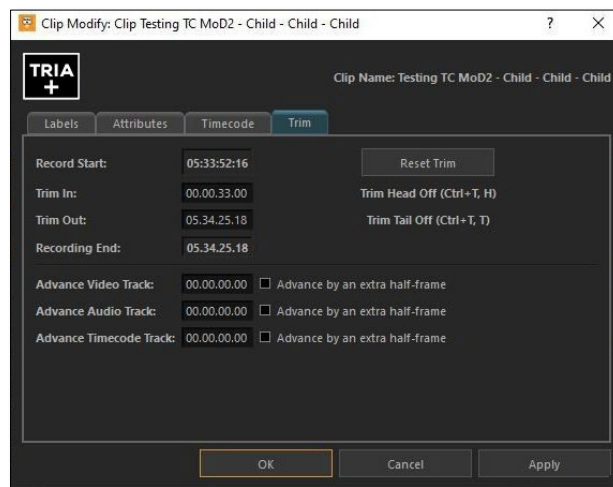 Clip Modify: Clip Testing TC MoD2 - Child - Child - Child ? ×
TRIA
+
Clip Name: Testing TC MoD2 - Child - Child - Child
Labels Attributes Timecode Trim
Record Start: 05:33:52:16 Reset Trim
Trim In: 00.00.33.00 Trim Head Off (Ctrl+T, H)
Trim Out: 05.34.25.18 Trim Tail Off (Ctrl+T, T)
Recording End: 05.34.25.18
Advance Video Track: 00.00.00.00 Advance by an extra half-frame
Advance Audio Track: 00.00.00.00 Advance by an extra half-frame
Advance Timecode Track: 00.00.00.00 Advance by an extra half-frame
OK Cancel Apply